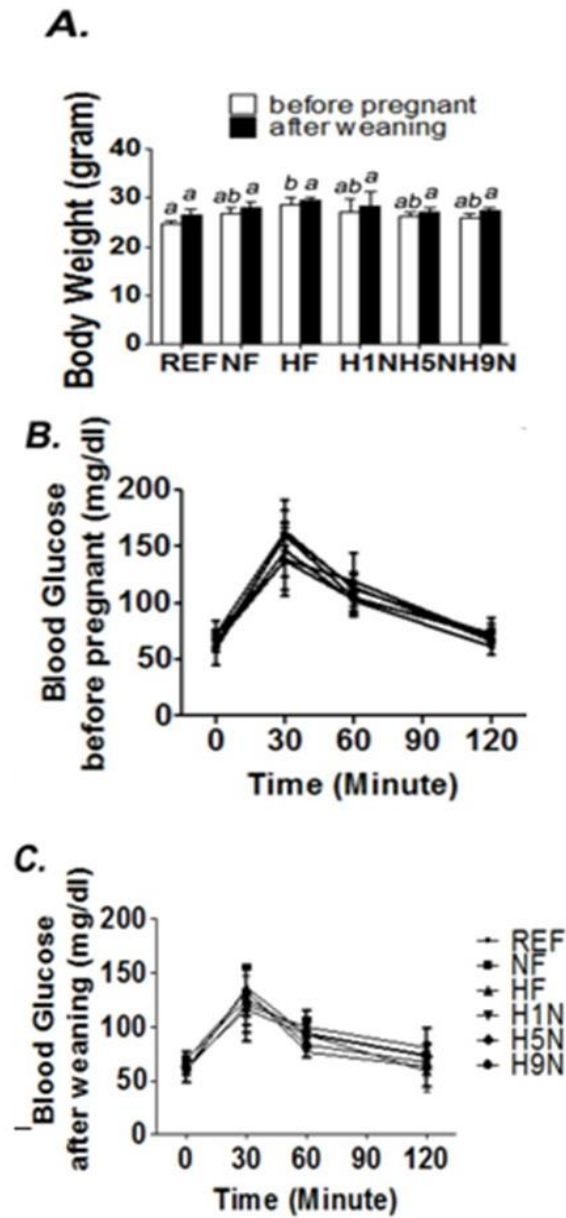 A.
before pregnant
after weaning
Body Weight (gram)
40
30
20
10
0
a a ab a b a ab a ab a ab a
REF NF HF H1N H5N H9N
B.
Blood Glucose
before pregnant (mg/dl)
200
150
100
50
0
0 30 60 90 120
Time (Minute)
C.
Blood Glucose
after weaning (mg/dl)
200
150
100
50
0
0 30 60 90 120
Time (Minute)
REF
NF
HF
H1N
H5N
H9N